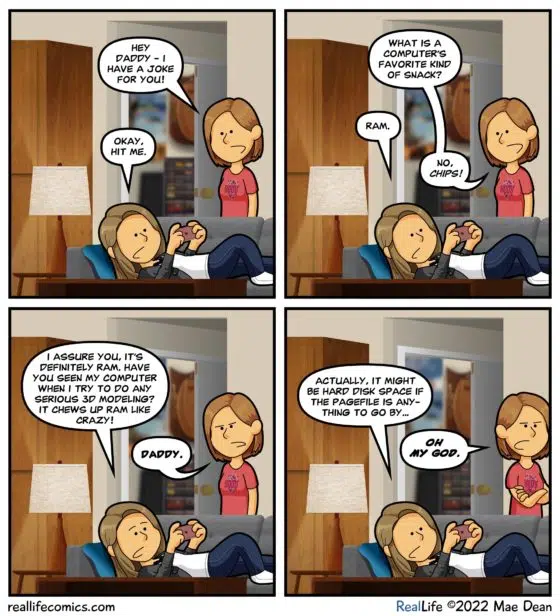 HEY
DADDY - I
HAVE A JOKE
FOR YOU!
OKAY,
HIT ME.
WHAT IS A
COMPUTER'S
FAVORITE KIND
OF SNACK?
RAM.
NO,
CHIPS!
I ASSURE YOU, IT'S
DEFINITELY RAM. HAVE
YOU SEEN MY COMPUTER
WHEN I TRY TO DO ANY
SERIOUS 3D MODELING?
IT CHEWS UP RAM LIKE
CRAZY!
DADDY.
ACTUALLY, IT MIGHT
BE HARD DISK SPACE IF
THE PAGEFILE IS ANY-
THING TO GO BY...
OH
MY GOD.
reallifecomics.com
RealLife ©2022 Mae Dean